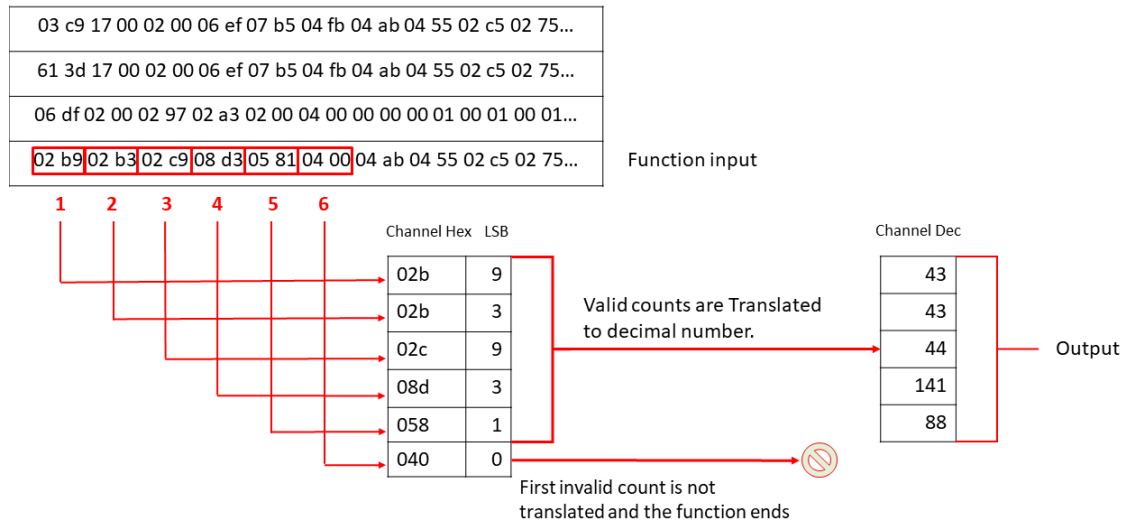 03 c9 17 00 02 00 06 ef 07 b5 04 fb 04 ab 04 55 02 c5 02 75...
61 3d 17 00 02 00 06 ef 07 b5 04 fb 04 ab 04 55 02 c5 02 75...
06 df 02 00 02 97 02 a3 02 00 04 00 00 00 00 01 00 01 00 01...
02 b9 02 b3 02 c9 08 d3 05 81 04 00 04 ab 04 55 02 c5 02 75...
Function input
1 2 3 4 5 6
Channel Hex LSB
02b 9
02b 3
02c 9
08d 3
058 1
040 0
Valid counts are Translated
to decimal number.
First invalid count is not
translated and the function ends
Channel Dec
43
43
44
141
88
Output